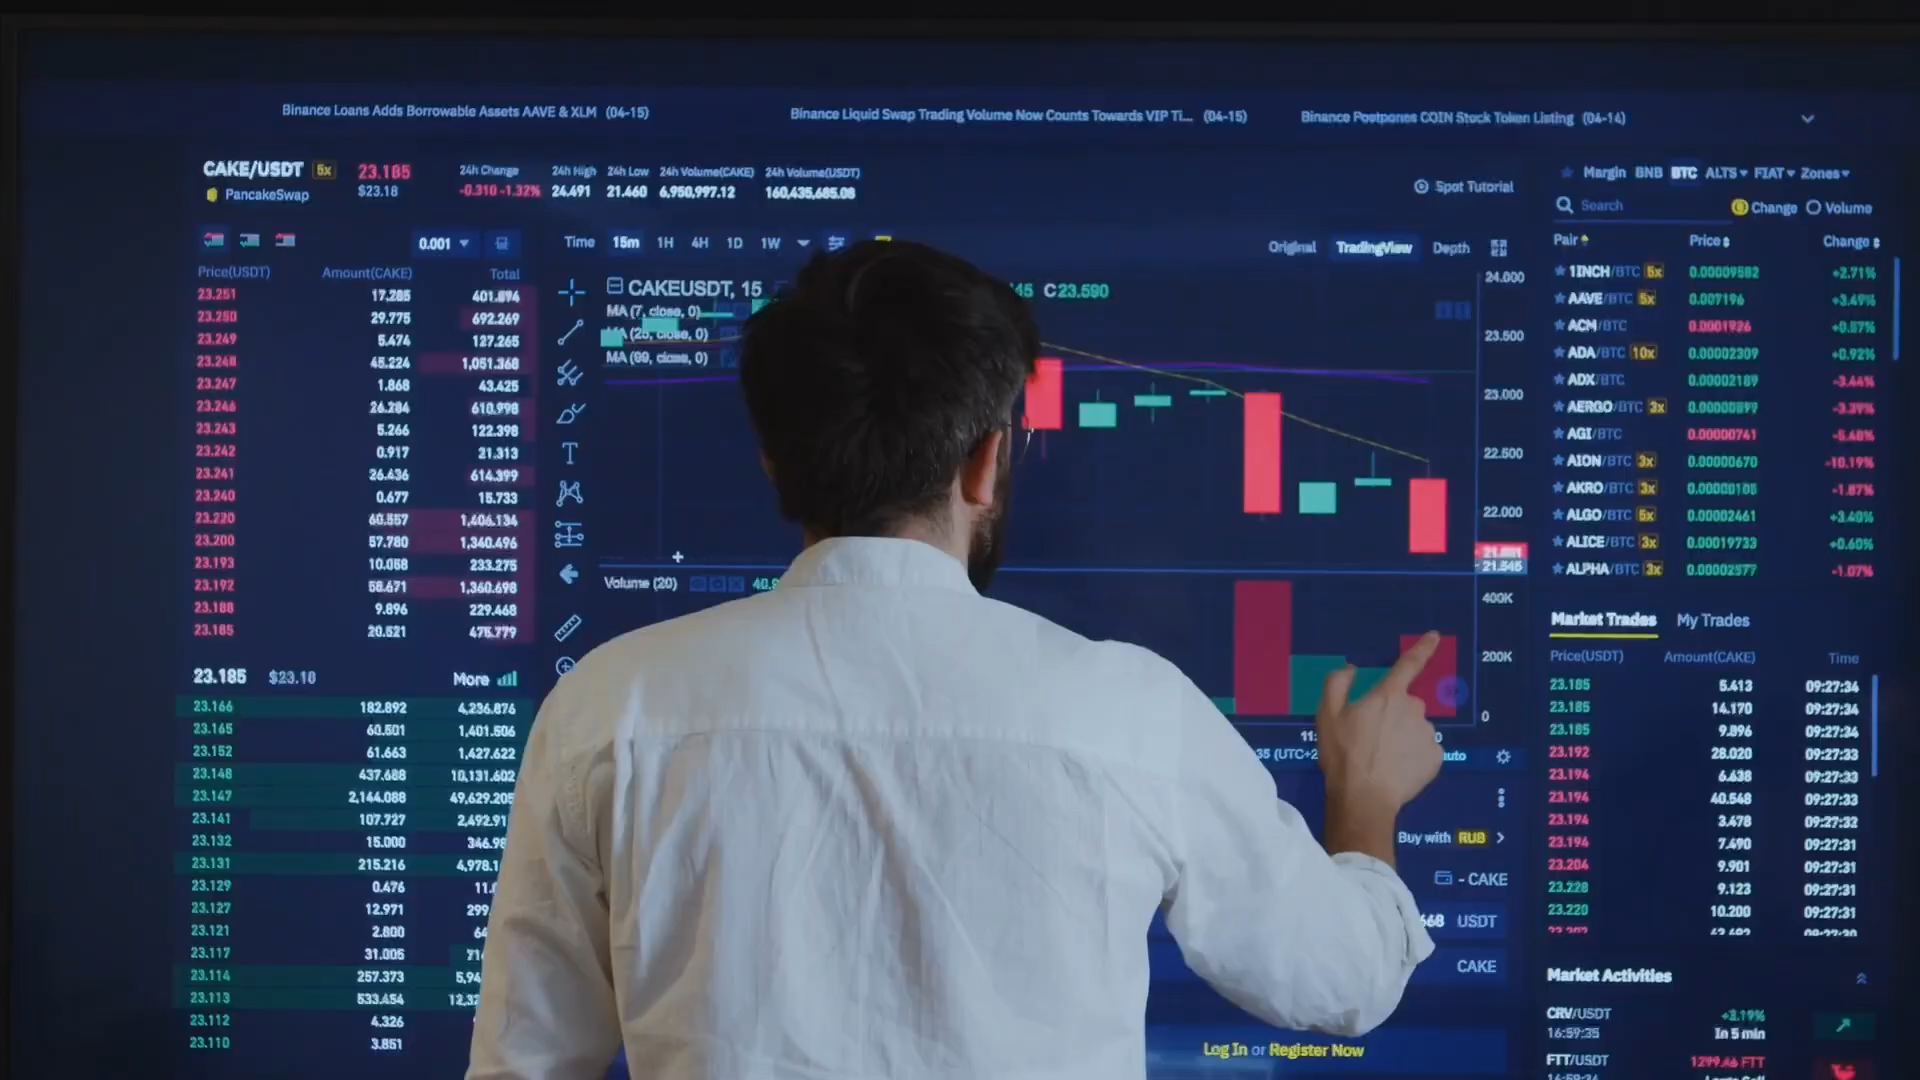 Binance Loans Adds Borrowable Assets AAVE & XLM (04-15)
Binance Liquid Swap Trading Volume Now Counts Towards VIP Ti... (04-15)
Binance Postpones COIN Stock Token Listing (04-14)
CAKE/USDT 5x
PancakeSwap
23.185
$23.18
24h Change
-0.310 -1.32%
24h High
24.491
24h Low
21.460
24h Volume(CAKE)
6,950,997.12
24h Volume(USDT)
160,435,685.08
Spot Tutorial
0.001
Price(USDT) Amount(CAKE) Total
23.251 17.285 401.894
23.250 29.775 692.269
23.249 5.474 127.265
23.248 45.224 1,051.368
23.247 1.868 43.425
23.246 26.284 610.998
23.243 5.266 122.398
23.242 0.917 21.313
23.241 26.436 614.399
23.240 0.677 15.733
23.220 60.557 1,406.134
23.200 57.780 1,340.496
23.193 10.058 233.275
23.192 58.671 1,360.698
23.188 9.896 229.468
23.185 20.521 475.779
23.185 $23.10 More
23.166 182.892 4,236.876
23.165 60.501 1,401.506
23.152 61.663 1,427.622
23.148 437.688 10,131.602
23.147 2,144.088 49,629.205
23.141 107.727 2,492.91
23.132 15.000 346.98
23.131 215.216 4,978.1
23.129 0.476 11.0
23.127 12.971 299.
23.121 2.800 64
23.117 31.005 71
23.114 257.373 5,94
23.113 533.454 12,33
23.112 4.326
23.110 3.851
Time 15m 1H 4H 1D 1W
Original TradingView Depth
CAKEUSDT, 15
45 C23.590
MA (7, close, 0)
MA (25, close, 0)
MA (99, close, 0)
24.000
23.500
23.000
22.500
22.000
21.545
Volume (20) 40.9
400K
200K
0
11:
35 (UTC+2
auto
Buy with RUB
- CAKE
568 USDT
CAKE
Log In or Register Now
Margin BNB BTC ALTS FIAT Zones
Search
Change Volume
Pair Price Change
1INCH/BTC 5x 0.00009582 +2.71%
AAVE/BTC 5x 0.007196 +3.49%
ACM/BTC 0.0001926 +0.57%
ADA/BTC 10x 0.00002309 +0.92%
ADX/BTC 0.00002189 -3.44%
AERGO/BTC 3x 0.00000897 -3.39%
AGI/BTC 0.00000741 -5.48%
AION/BTC 3x 0.00000670 -10.19%
AKRO/BTC 3x 0.00000105 -1.87%
ALGO/BTC 5x 0.00002461 +3.40%
ALICE/BTC 3x 0.00019733 +0.60%
ALPHA/BTC 3x 0.00002577 -1.07%
Market Trades My Trades
Price(USDT) Amount(CAKE) Time
23.185 5.413 09:27:34
23.185 14.170 09:27:34
23.185 9.896 09:27:34
23.192 28.020 09:27:33
23.194 6.638 09:27:33
23.194 40.548 09:27:33
23.194 3.478 09:27:32
23.194 7.490 09:27:31
23.204 9.901 09:27:31
23.228 9.123 09:27:31
23.220 10.200 09:27:31
Market Activities
CRV/USDT +3.19%
16:59:35 In 5 min
FTT/USDT 1299.46 FTT